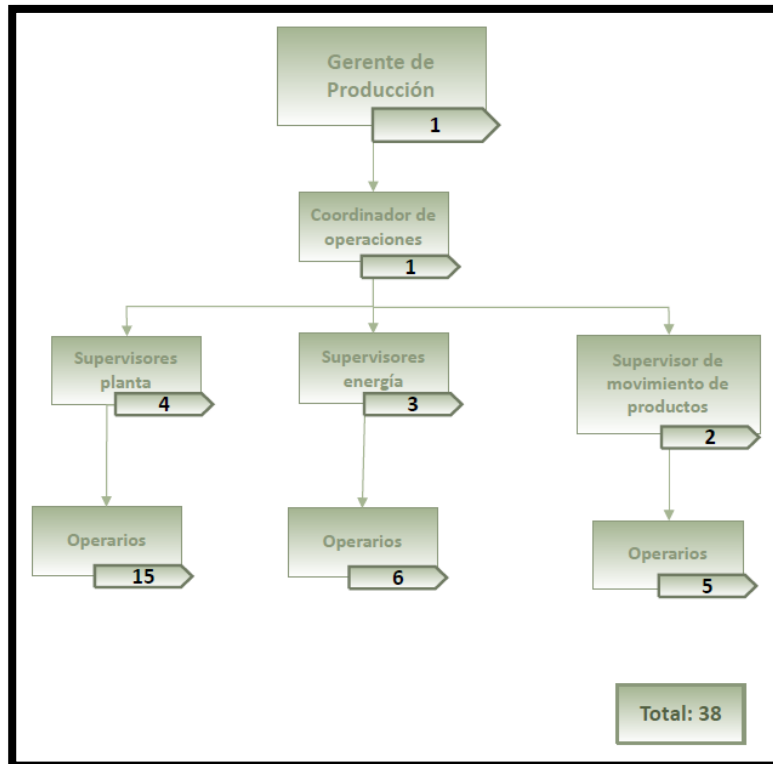 Gerente de
Producción
1
Coordinador de
operaciones
1
Supervisores
planta
4
Supervisores
energía
3
Supervisor de
movimiento de
productos
2
Operarios
15
Operarios
6
Operarios
5
Total: 38